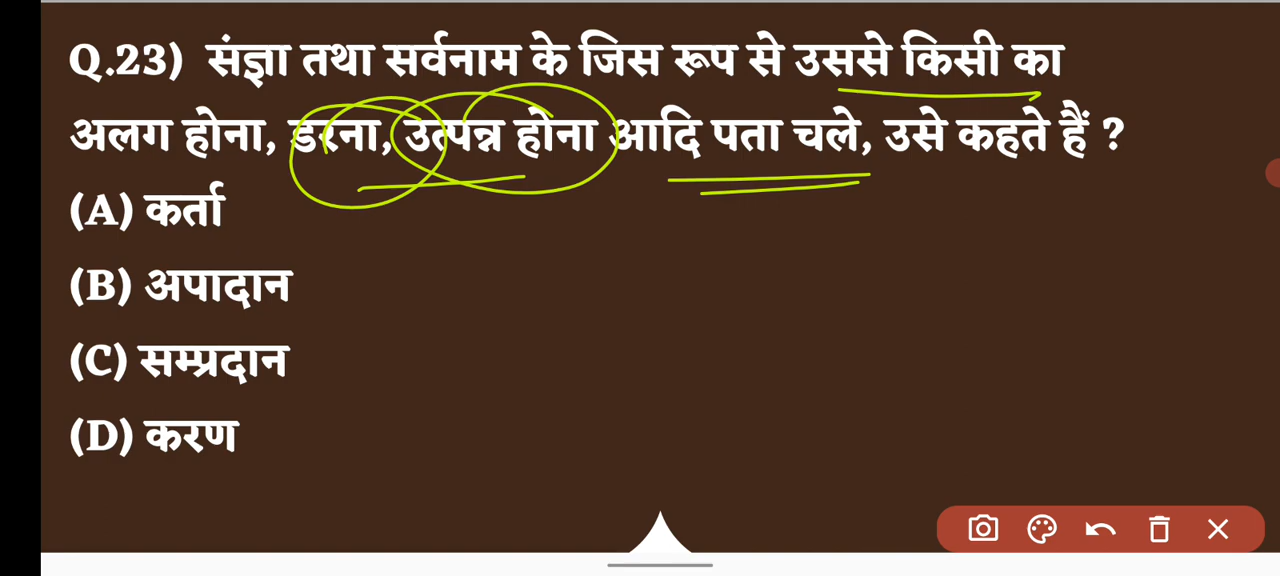 Q.23) संज्ञा तथा सर्वनाम के जिस रूप से उससे किसी का
अलग होना, डरना, उत्पन्न होना आदि पता चले, उसे कहते हैं ?
(A) कर्ता
(B) अपादान
(C) सम्प्रदान
(D) करण